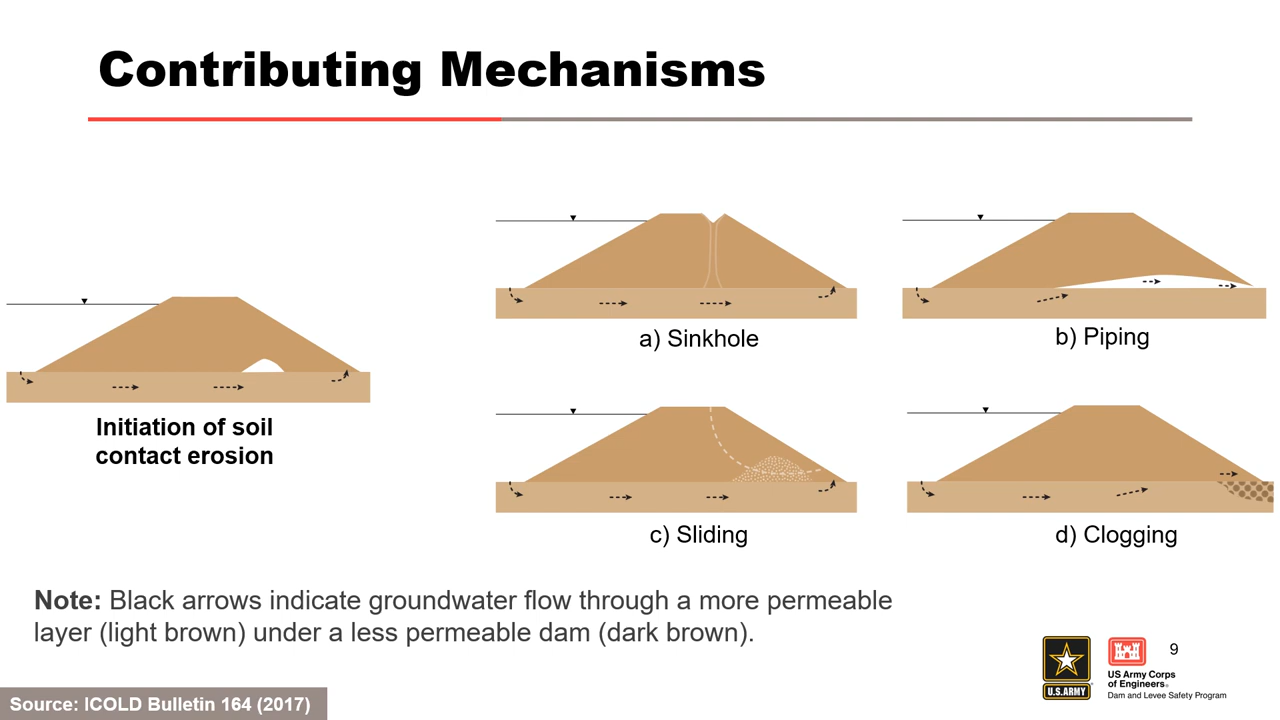 Contributing Mechanisms
Initiation of soil
contact erosion
a) Sinkhole
b) Piping
c) Sliding
d) Clogging
Note: Black arrows indicate groundwater flow through a more permeable
layer (light brown) under a less permeable dam (dark brown).
9
U.S.ARMY
US Army Corps
of Engineers®
Dam and Levee Safety Program
Source: ICOLD Bulletin 164 (2017)